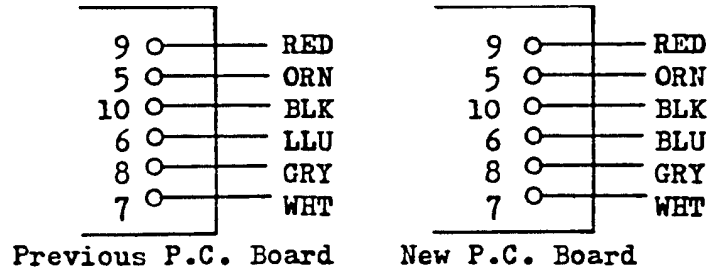 9 RED
5 ORN
10 BLK
6 LLU
8 GRY
7 WHT
Previous P.C. Board
9 RED
5 ORN
10 BLK
6 BLU
8 GRY
7 WHT
New P.C. Board